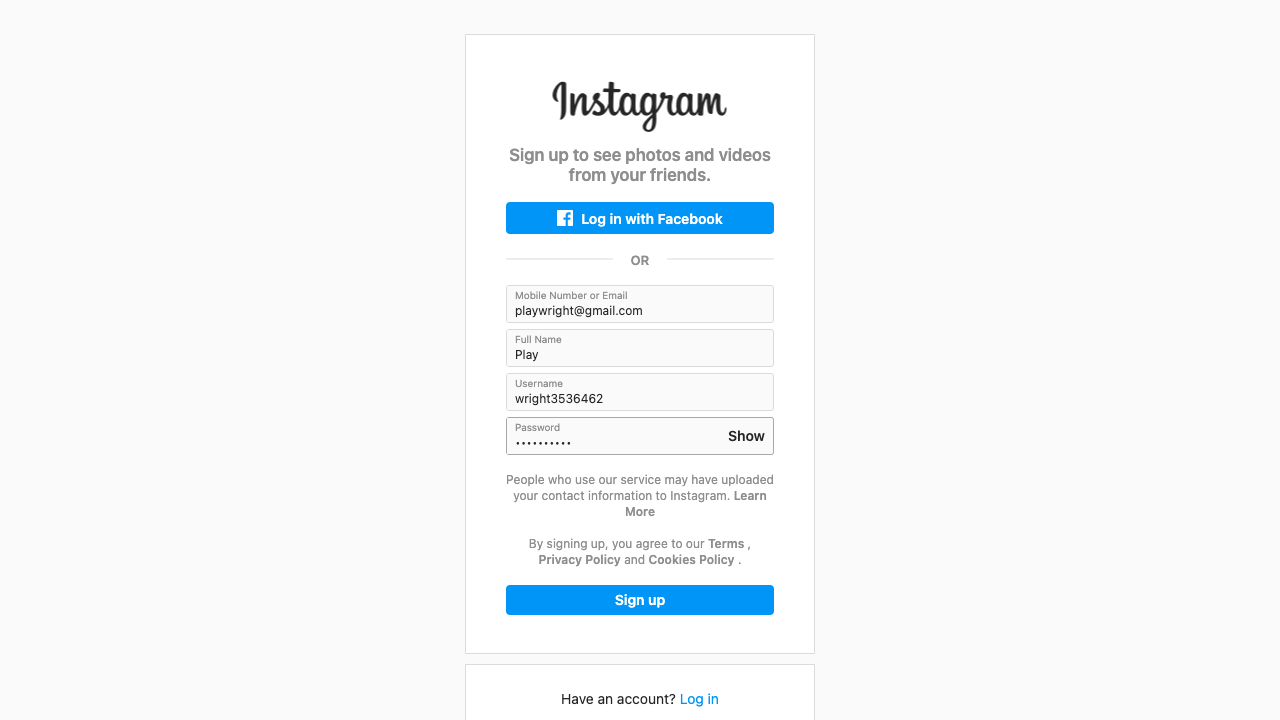 Instagram
Sign up to see photos and videos
from your friends.
Log in with Facebook
OR
Mobile Number or Email
playwright@gmail.com
Full Name
Play
Username
wright3536462
Password
••••••••••
Show
People who use our service may have uploaded
your contact information to Instagram. Learn
More
By signing up, you agree to our Terms ,
Privacy Policy and Cookies Policy .
Sign up
Have an account? Log in